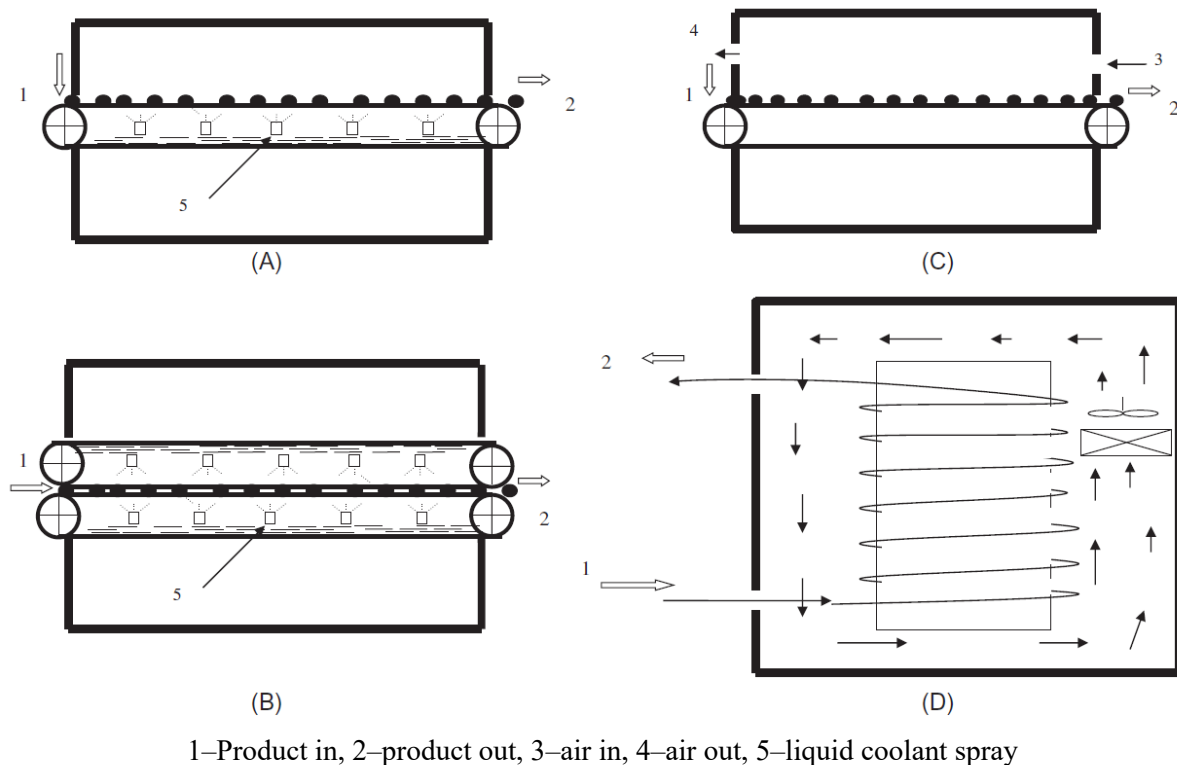 1
2
5
(A)
4
3
1
2
(C)
1
2
5
(B)
2
1
(D)
1–Product in, 2–product out, 3–air in, 4–air out, 5–liquid coolant spray